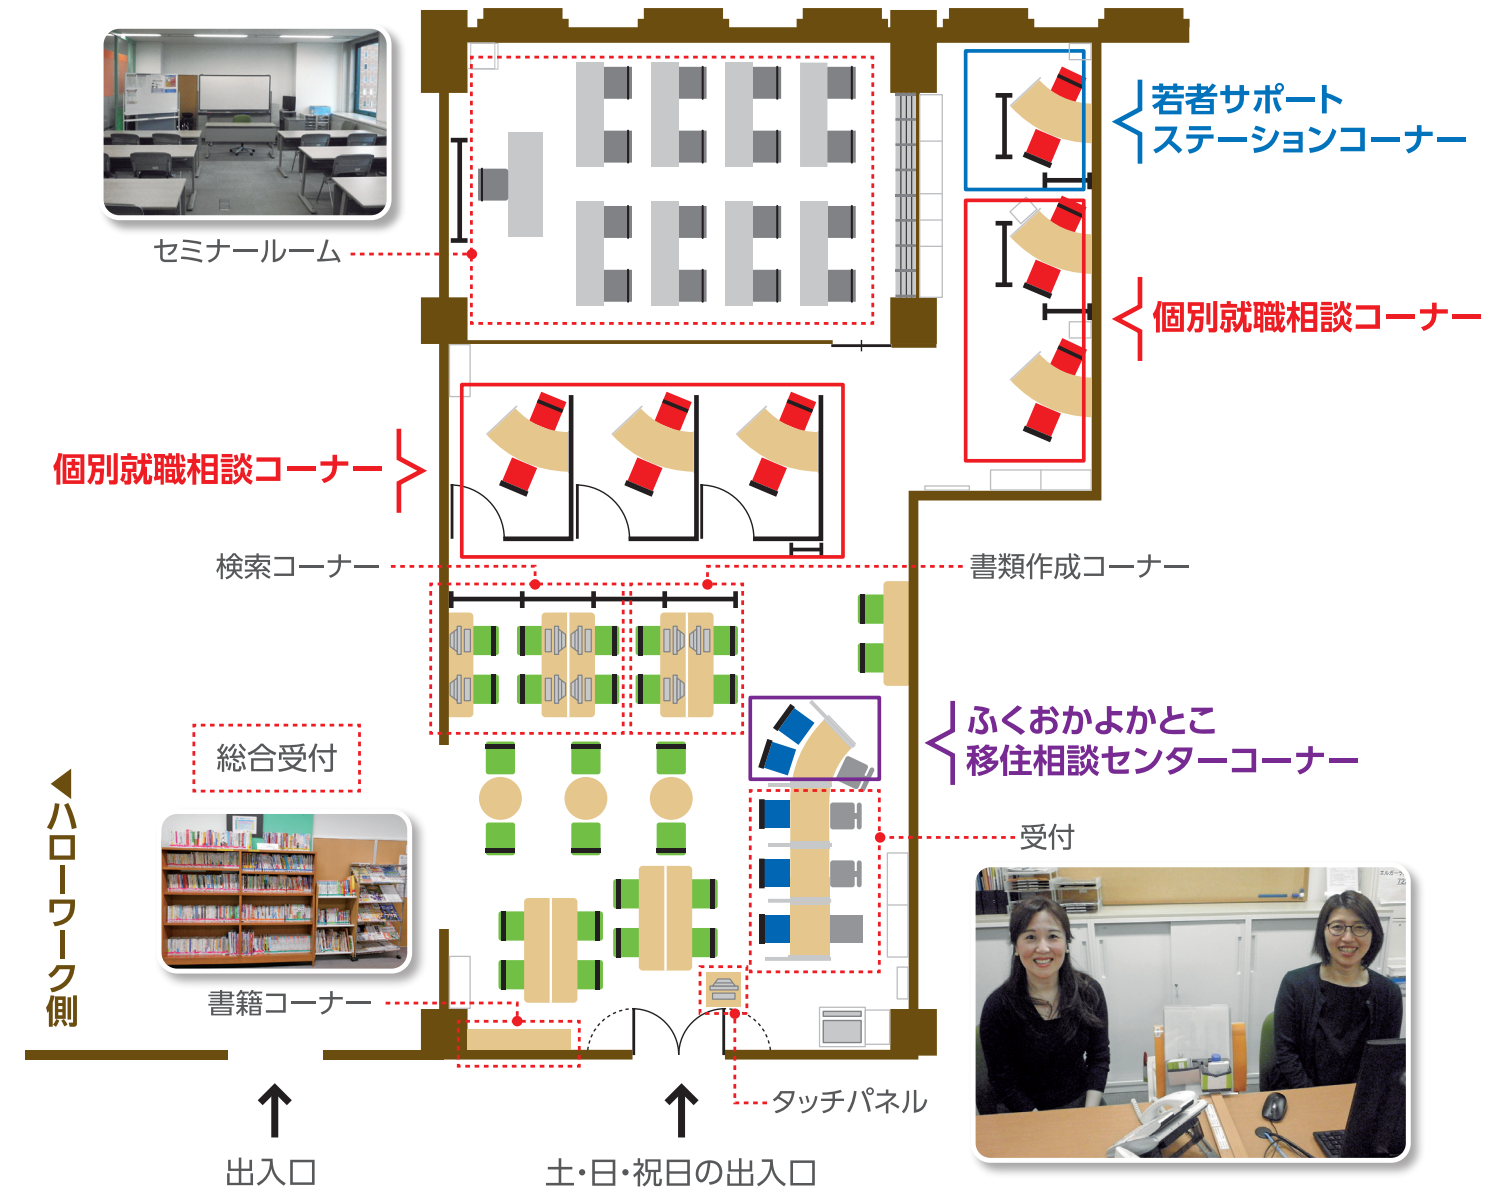 セミナールーム
若者サポート
ステーションコーナー
個別就職相談コーナー
個別就職相談コーナー
検索コーナー
書類作成コーナー
ふくおかよかとこ
移住相談センターコーナー
総合受付
受付
ハローワーク側
書籍コーナー
タッチパネル
出入口
土・日・祝日の出入口